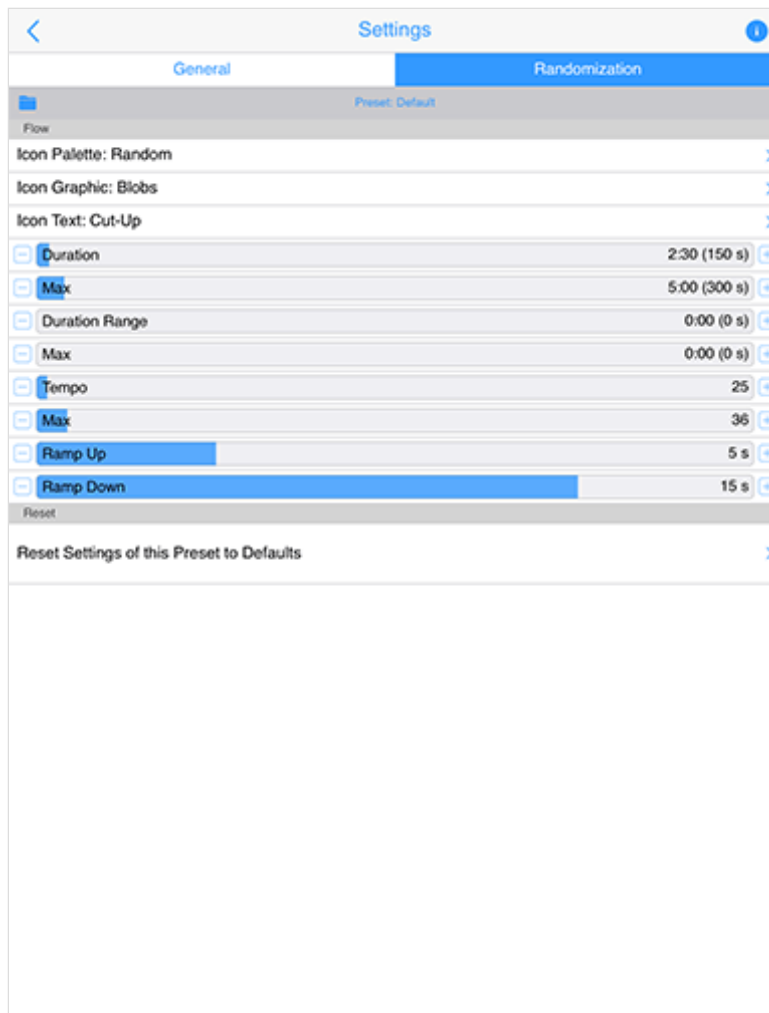 Settings
General Randomization
Preset: Default
Flow
Icon Palette: Random
Icon Graphic: Blobs
Icon Text: Cut-Up
Duration 2:30 (150 s)
Max 5:00 (300 s)
Duration Range 0:00 (0 s)
Max 0:00 (0 s)
Tempo 25
Max 36
Ramp Up 5 s
Ramp Down 15 s
Reset
Reset Settings of this Preset to Defaults